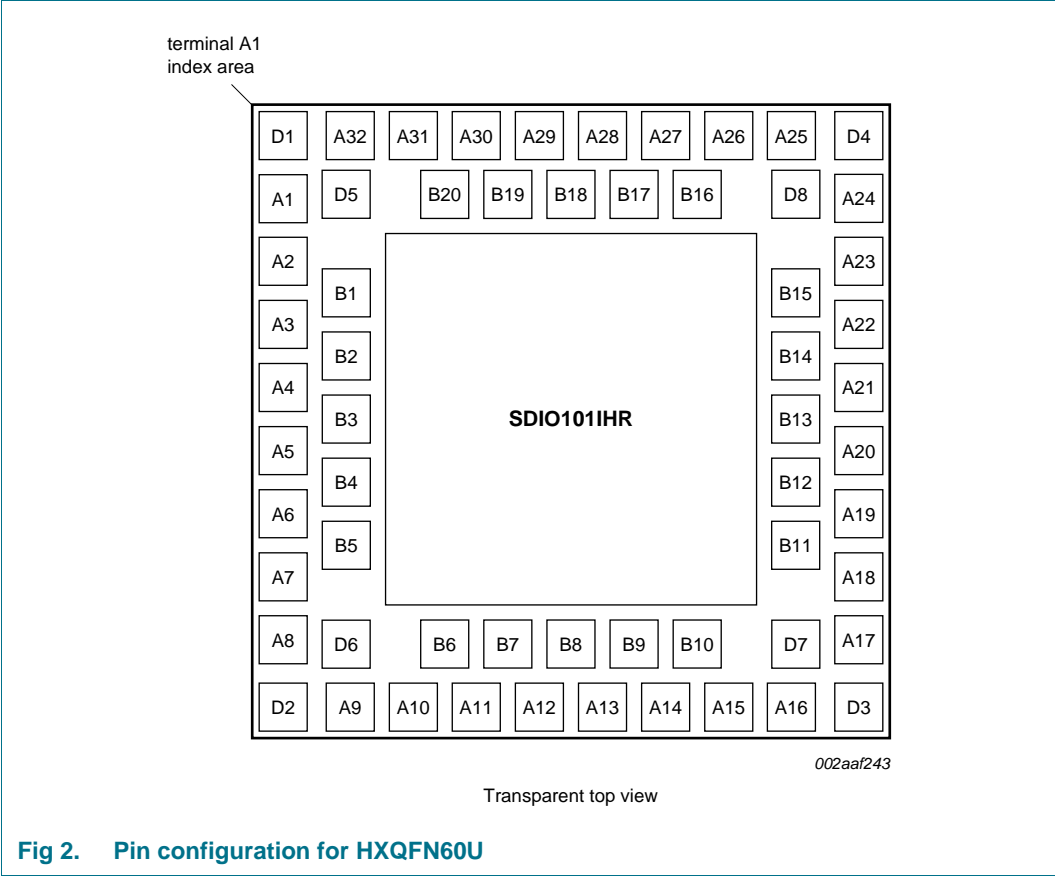 terminal A1
index area
D1 A32 A31 A30 A29 A28 A27 A26 A25 D4
A1 D5 B20 B19 B18 B17 B16 D8 A24
A2 A23
B1 B15
A3 A22
B2 B14
A4 A21
B3 SDIO101IHR B13
A5 A20
B4 B12
A6 A19
B5 B11
A7 A18
A8 D6 B6 B7 B8 B9 B10 D7 A17
D2 A9 A10 A11 A12 A13 A14 A15 A16 D3
002aaf243
Transparent top view
Fig 2. Pin configuration for HXQFN60U